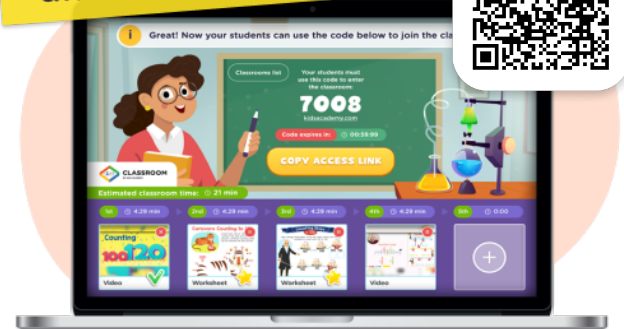 Great! Now your students can use the code below to join the cla
Classrooms list
Your students must
use this code to enter
the classroom:
7008
kidsacademy.com
Code expires in: 00:59:99
COPY ACCESS LINK
CLASSROOM
Estimated classroom time: 21 min
1st 4.29 min
2nd 4.29 min
3rd 4.29 min
4th 4.29 min
5th 0:00
Counting
100 120
Video
Worksheet
Worksheet
Video